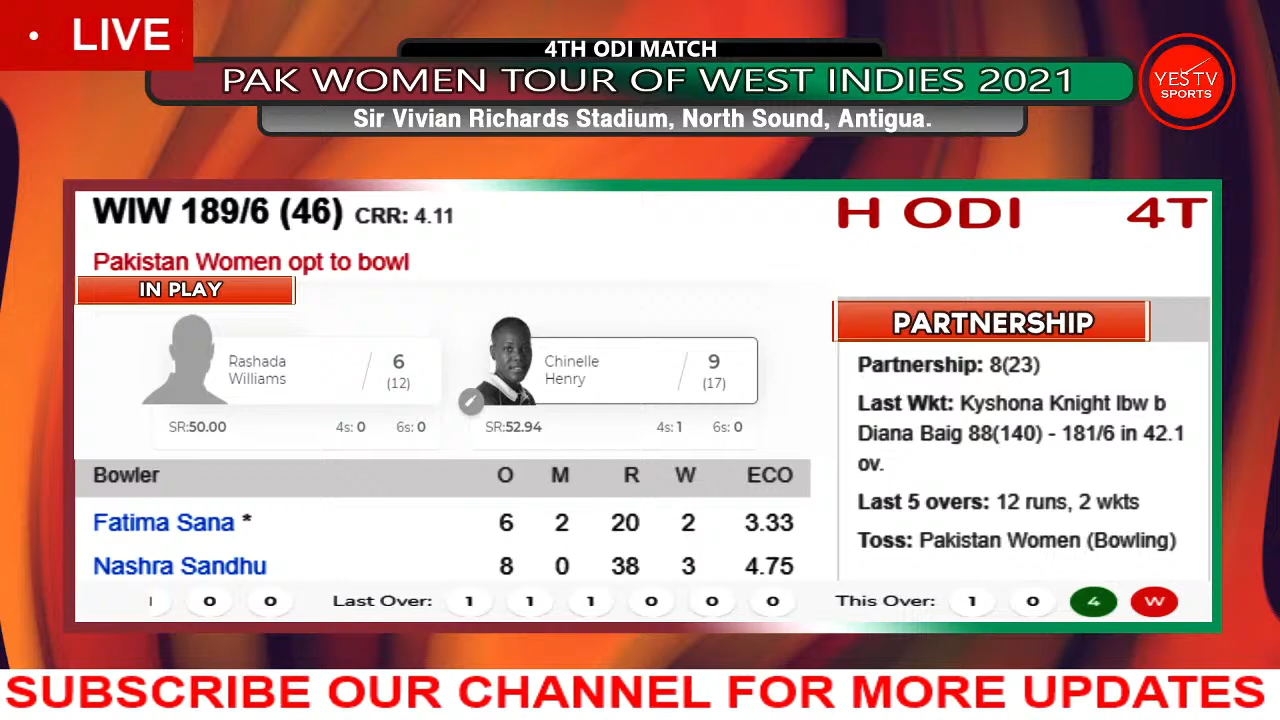 • LIVE
4TH ODI MATCH
PAK WOMEN TOUR OF WEST INDIES 2021
YESTV
SPORTS
Sir Vivian Richards Stadium, North Sound, Antigua.
WIW 189/6 (46) CRR: 4.11
H ODI 4T
Pakistan Women opt to bowl
IN PLAY
Rashada
Williams
6
(12)
SR:50.00 4s: 0 6s: 0
Chinelle
Henry
9
(17)
SR:52.94 4s: 1 6s: 0
Bowler O M R W ECO
Fatima Sana * 6 2 20 2 3.33
Nashra Sandhu 8 0 38 3 4.75
PARTNERSHIP
Partnership: 8(23)
Last Wkt: Kyshona Knight lbw b
Diana Baig 88(140) - 181/6 in 42.1
ov.
Last 5 overs: 12 runs, 2 wkts
Toss: Pakistan Women (Bowling)
0 0 Last Over: 1 1 1 0 0 0 This Over: 1 0 4 W
SUBSCRIBE OUR CHANNEL FOR MORE UPDATES